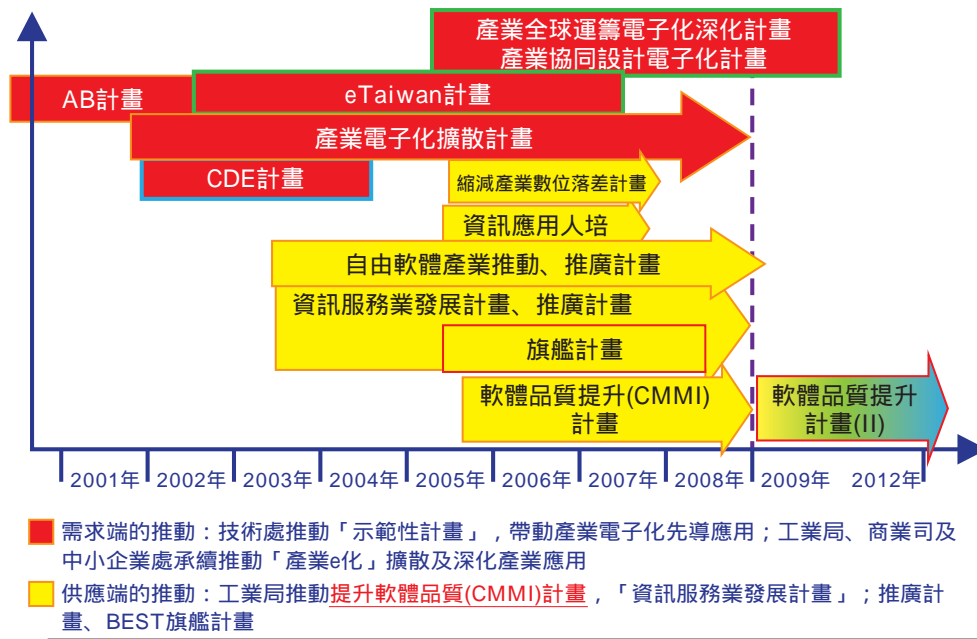 產業全球運籌電子化深化計畫
產業協同設計電子化計畫
AB計畫
eTaiwan計畫
產業電子化擴散計畫
CDE計畫
縮減產業數位落差計畫
資訊應用人培
自由軟體產業推動、推廣計畫
資訊服務業發展計畫、推廣計畫
旗艦計畫
軟體品質提升(CMMI)
計畫
軟體品質提升
計畫(II)
2001年 2002年 2003年 2004年 2005年 2006年 2007年 2008年 2009年 2012年
需求端的推動：技術處推動「示範性計畫」，帶動產業電子化先導應用；工業局、商業司及
中小企業處承續推動「產業e化」擴散及深化產業應用
供應端的推動：工業局推動提升軟體品質(CMMI)計畫，「資訊服務業發展計畫」；推廣計
畫、BEST旗艦計畫